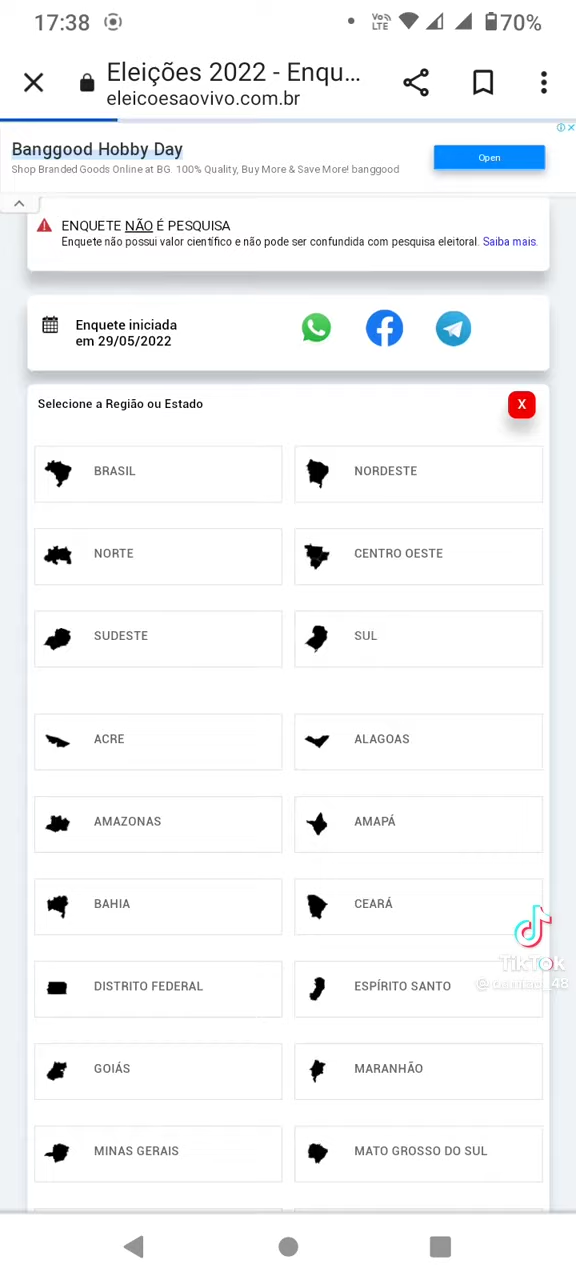 17:38
Vo)) LTE
70%
Eleições 2022 - Enqu...
eleicoesaovivo.com.br
Banggood Hobby Day
Shop Branded Goods Online at BG. 100% Quality, Buy More & Save More! banggood
Open
ENQUETE NÃO É PESQUISA
Enquete não possui valor científico e não pode ser confundida com pesquisa eleitoral. Saiba mais.
Enquete iniciada
em 29/05/2022
Selecione a Região ou Estado
X
BRASIL
NORDESTE
NORTE
CENTRO OESTE
SUDESTE
SUL
ACRE
ALAGOAS
AMAZONAS
AMAPÁ
BAHIA
CEARÁ
TikTok
DISTRITO FEDERAL
ESPÍRITO SANTO
GOIÁS
MARANHÃO
MINAS GERAIS
MATO GROSSO DO SUL